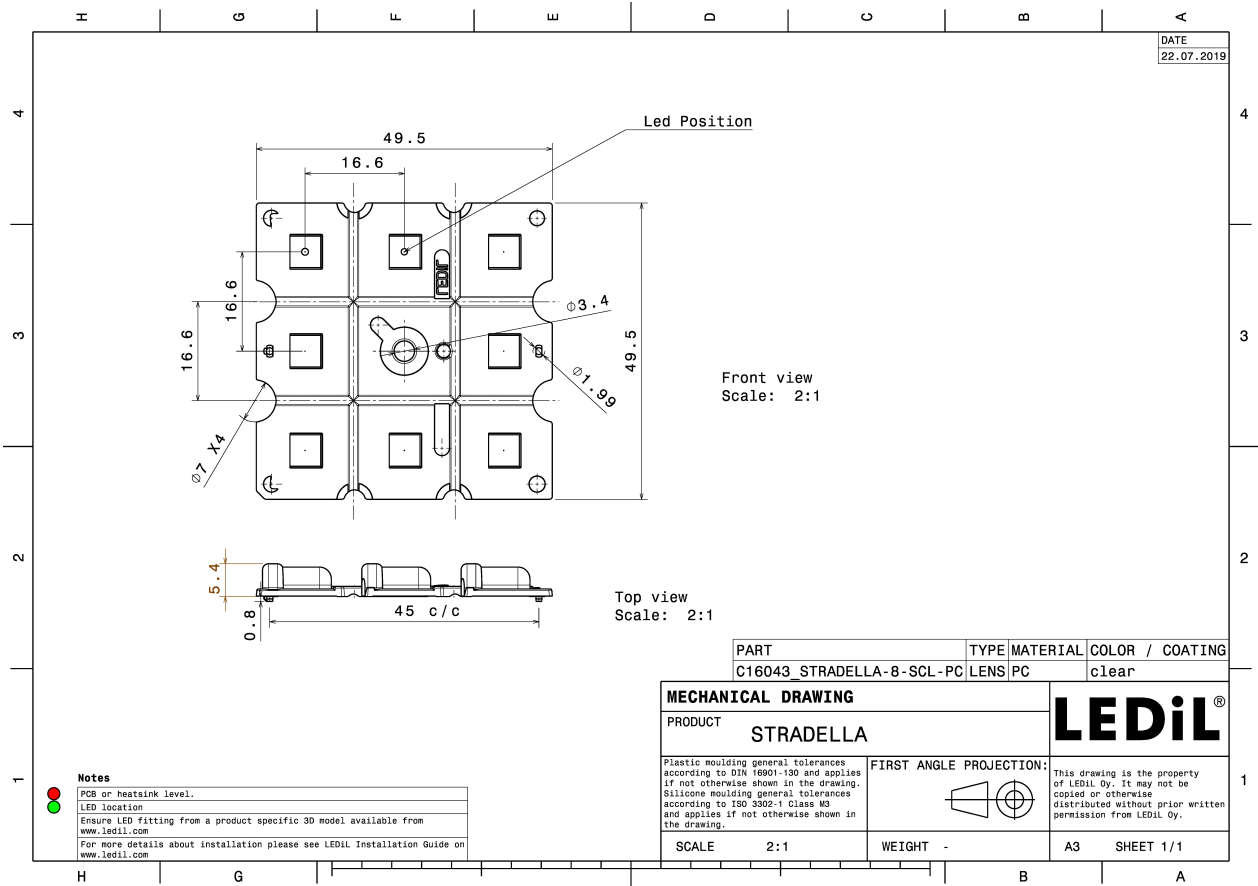 H G F E D C B A
DATE
22.07.2019
4 4
Led Position
49.5
16.6
16.6
16.6
LEDiL
Ø3.4
49.5
3 3
Ø1.99
Front view
Scale: 2:1
Ø7 X4
2 2
5.4
0.8
45 c/c
Top view
Scale: 2:1
PART TYPE MATERIAL COLOR / COATING
C16043_STRADELLA-8-SCL-PC LENS PC clear
MECHANICAL DRAWING
LEDiL®
PRODUCT
STRADELLA
Plastic moulding general tolerances
according to DIN 16901-130 and applies
if not otherwise shown in the drawing.
Silicone moulding general tolerances
according to ISO 3302-1 Class M3
and applies if not otherwise shown in
the drawing.
FIRST ANGLE PROJECTION:
This drawing is the property
of LEDiL Oy. It may not be
copied or otherwise
distributed without prior written
permission from LEDiL Oy.
1 1
Notes
PCB or heatsink level.
LED location
Ensure LED fitting from a product specific 3D model available from
www.ledil.com
For more details about installation please see LEDiL Installation Guide on
www.ledil.com
SCALE 2:1 WEIGHT - A3 SHEET 1/1
H G B A